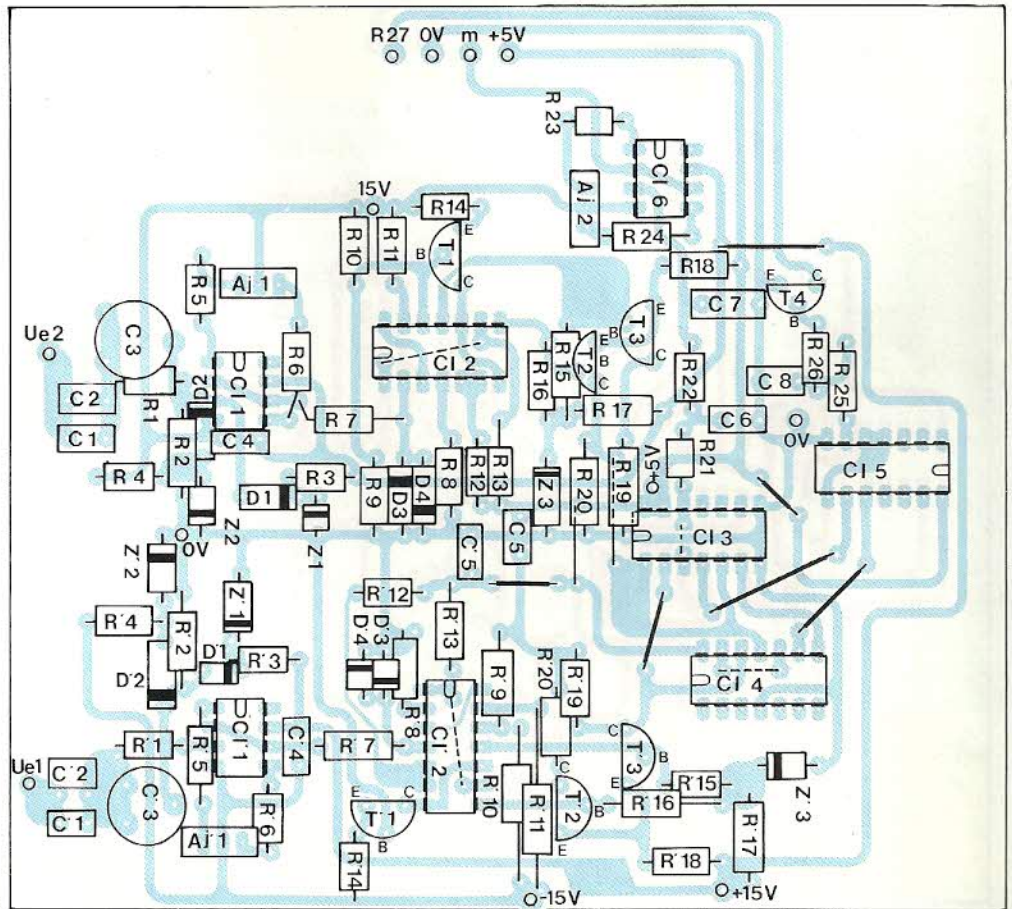 R27 0V m +5V
R 23
CI 6
Aj 2
15V
R14
E
R 10
R 11
T 1
B
C
R 24
R18
E
C
T4
B
C 7
R 5
Aj 1
C 3
Ue2
C 2
C 1
R1
D2
CI 1
R6
CI 2
R 7
C 4
R 2
R 4
R 16
R 15
T2
E
B
C
T 3
E
B
C
R 17
R 22
C 6
C 8
R 26
R 25
0V
CI 5
R 21
+5V
D1
R 3
Z1
Z2
0V
R 9
D3
D4
R 8
R12
R13
Z 3
R 20
R 19
CI 3
C'5
C 5
Z'2
Z'1
R'4
R'2
D'1
D'2
R'3
R'12
D'4
D'3
R'8
R'13
R'9
R'20
R'19
CI 4
CI'1
C'4
R'7
CI'2
R'1
R'5
Ue1
C'2
C'1
C'3
Aj'1
R'6
E
C
T'1
B
R'14
R'10
R'11
C
T'2
B
E
C
T'3
B
E
R'15
R'16
Z'3
R'17
R'18
-15V
+15V